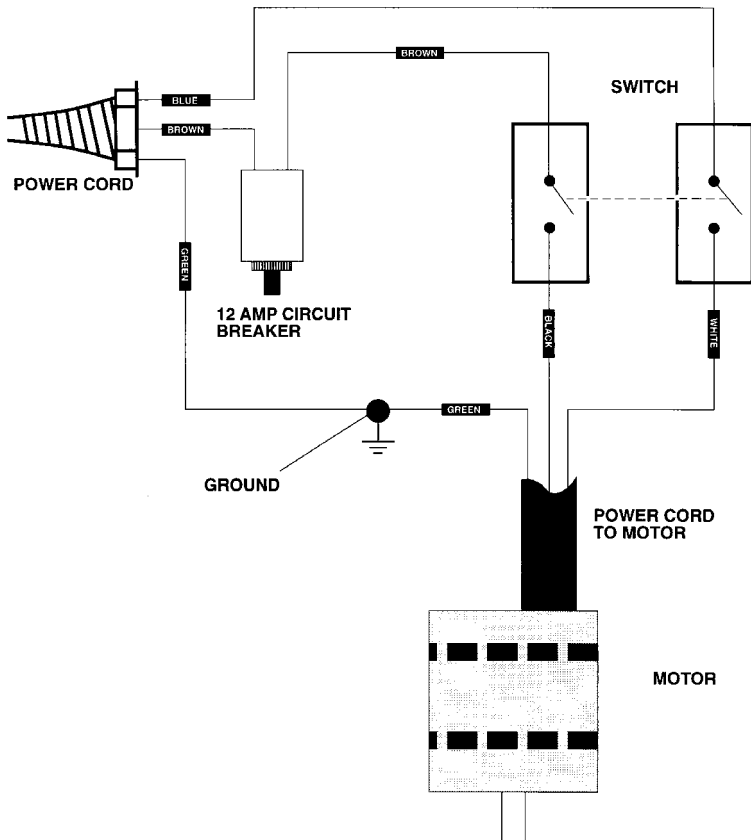 BROWN
SWITCH
BLUE
BROWN
POWER CORD
GREEN
12 AMP CIRCUIT
BREAKER
BLACK
WHITE
GREEN
GROUND
POWER CORD
TO MOTOR
MOTOR